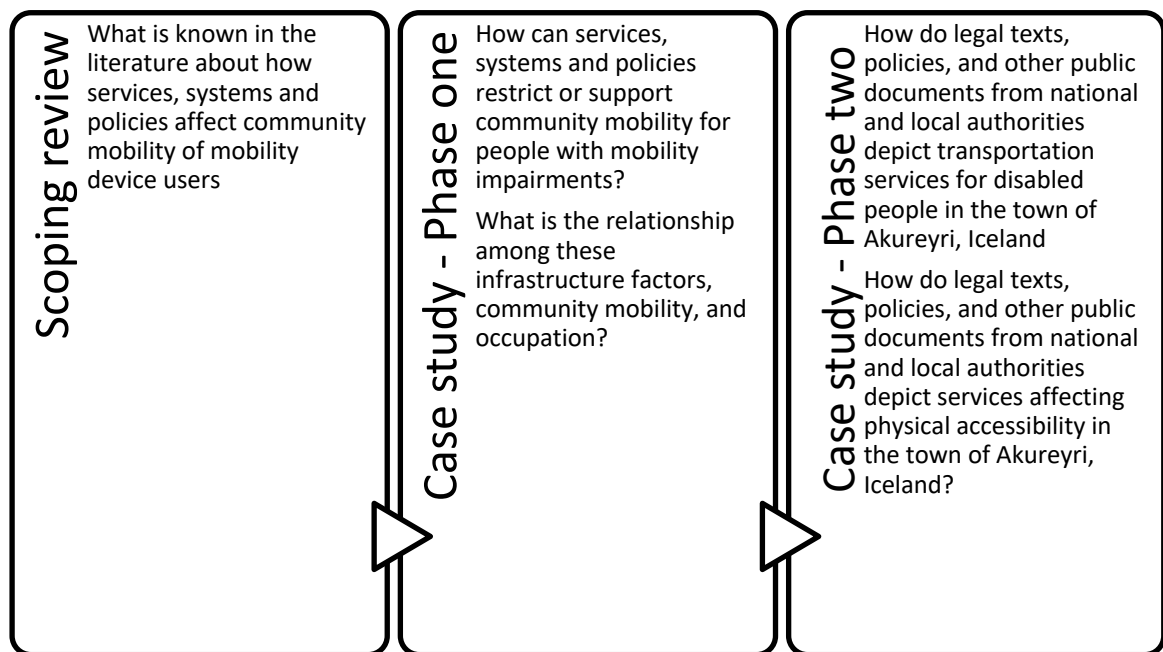 Scoping review
What is known in the
literature about how
services, systems and
policies affect community
mobility of mobility
device users
Case study - Phase one
How can services,
systems and policies
restrict or support
community mobility for
people with mobility
impairments?
What is the relationship
among these
infrastructure factors,
community mobility, and
occupation?
Case study- Phase two
How do legal texts,
policies, and other public
documents from national
and local authorities
depict transportation
services for disabled
people in the town of
Akureyri, Iceland
How do legal texts,
policies, and other public
documents from national
and local authorities
depict services affecting
physical accessibility in
the town of Akureyri,
Iceland?